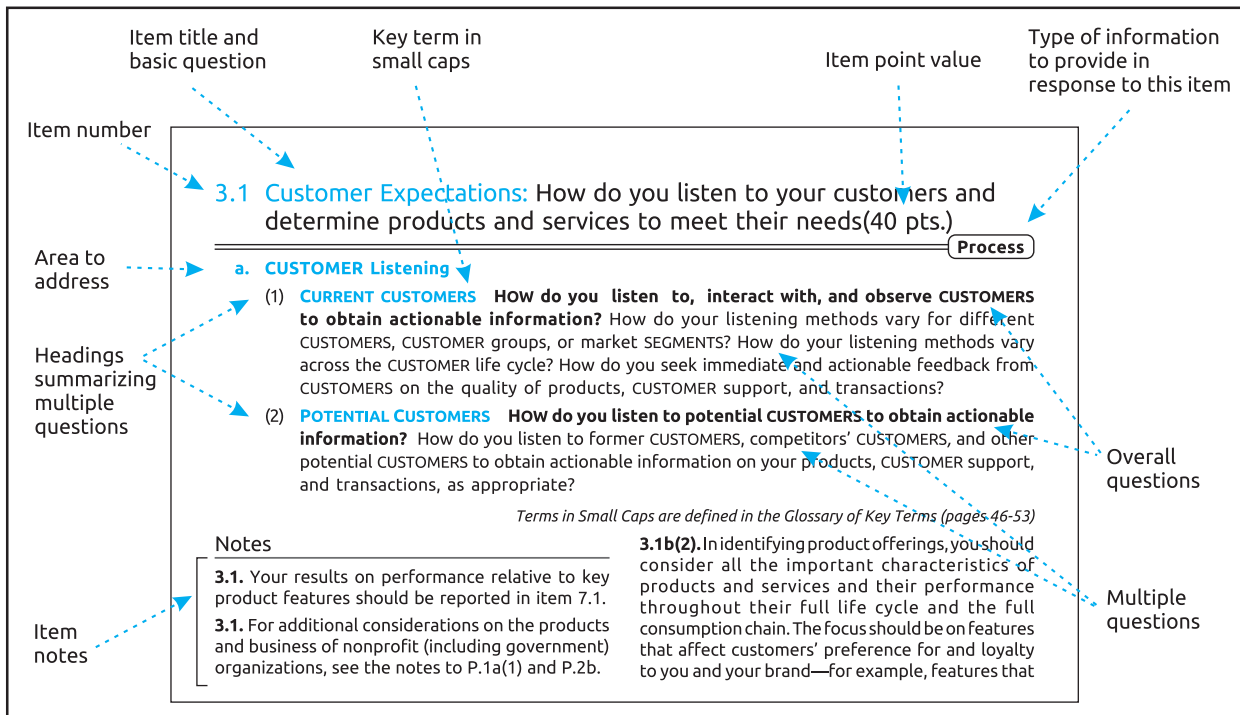 Item title and
basic question
Key term in
small caps
Item point value
Type of information
to provide in
response to this item
Item number
3.1 Customer Expectations: How do you listen to your customers and
determine products and services to meet their needs(40 pts.)
Process
Area to
address
a. CUSTOMER Listening
(1) CURRENT CUSTOMERS HOW do you listen to, interact with, and observe CUSTOMERS
to obtain actionable information? How do your listening methods vary for different
CUSTOMERS, CUSTOMER groups, or market SEGMENTS? How do your listening methods vary
across the CUSTOMER life cycle? How do you seek immediate and actionable feedback from
CUSTOMERS on the quality of products, CUSTOMER support, and transactions?
Headings
summarizing
multiple
questions
(2) POTENTIAL CUSTOMERS HOW do you listen to potential CUSTOMERS to obtain actionable
information? How do you listen to former CUSTOMERS, competitors’ CUSTOMERS, and other
potential CUSTOMERS to obtain actionable information on your products, CUSTOMER support,
and transactions, as appropriate?
Overall
questions
Terms in Small Caps are defined in the Glossary of Key Terms (pages 46-53)
Notes
3.1. Your results on performance relative to key
product features should be reported in item 7.1.
3.1. For additional considerations on the products
and business of nonprofit (including government)
organizations, see the notes to P.1a(1) and P.2b.
Item
notes
3.1b(2). In identifying product offerings, you should
consider all the important characteristics of
products and services and their performance
throughout their full life cycle and the full
consumption chain. The focus should be on features
that affect customers’ preference for and loyalty
to you and your brand—for example, features that
Multiple
questions